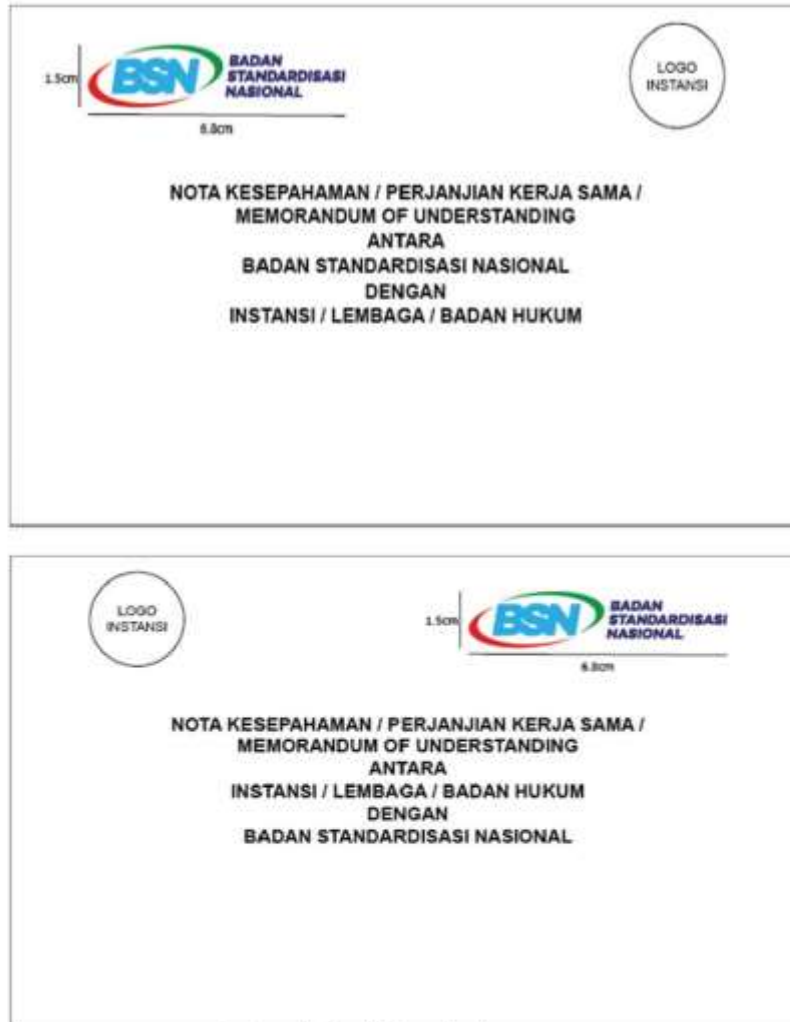 1.5cm
BSN
BADAN
STANDARDISASI
NASIONAL
6.8cm
LOGO
INSTANSI
NOTA KESEPAHAMAN / PERJANJIAN KERJA SAMA /
MEMORANDUM OF UNDERSTANDING
ANTARA
BADAN STANDARDISASI NASIONAL
DENGAN
INSTANSI / LEMBAGA / BADAN HUKUM
LOGO
INSTANSI
1.5cm
BSN
BADAN
STANDARDISASI
NASIONAL
6.8cm
NOTA KESEPAHAMAN / PERJANJIAN KERJA SAMA /
MEMORANDUM OF UNDERSTANDING
ANTARA
INSTANSI / LEMBAGA / BADAN HUKUM
DENGAN
BADAN STANDARDISASI NASIONAL